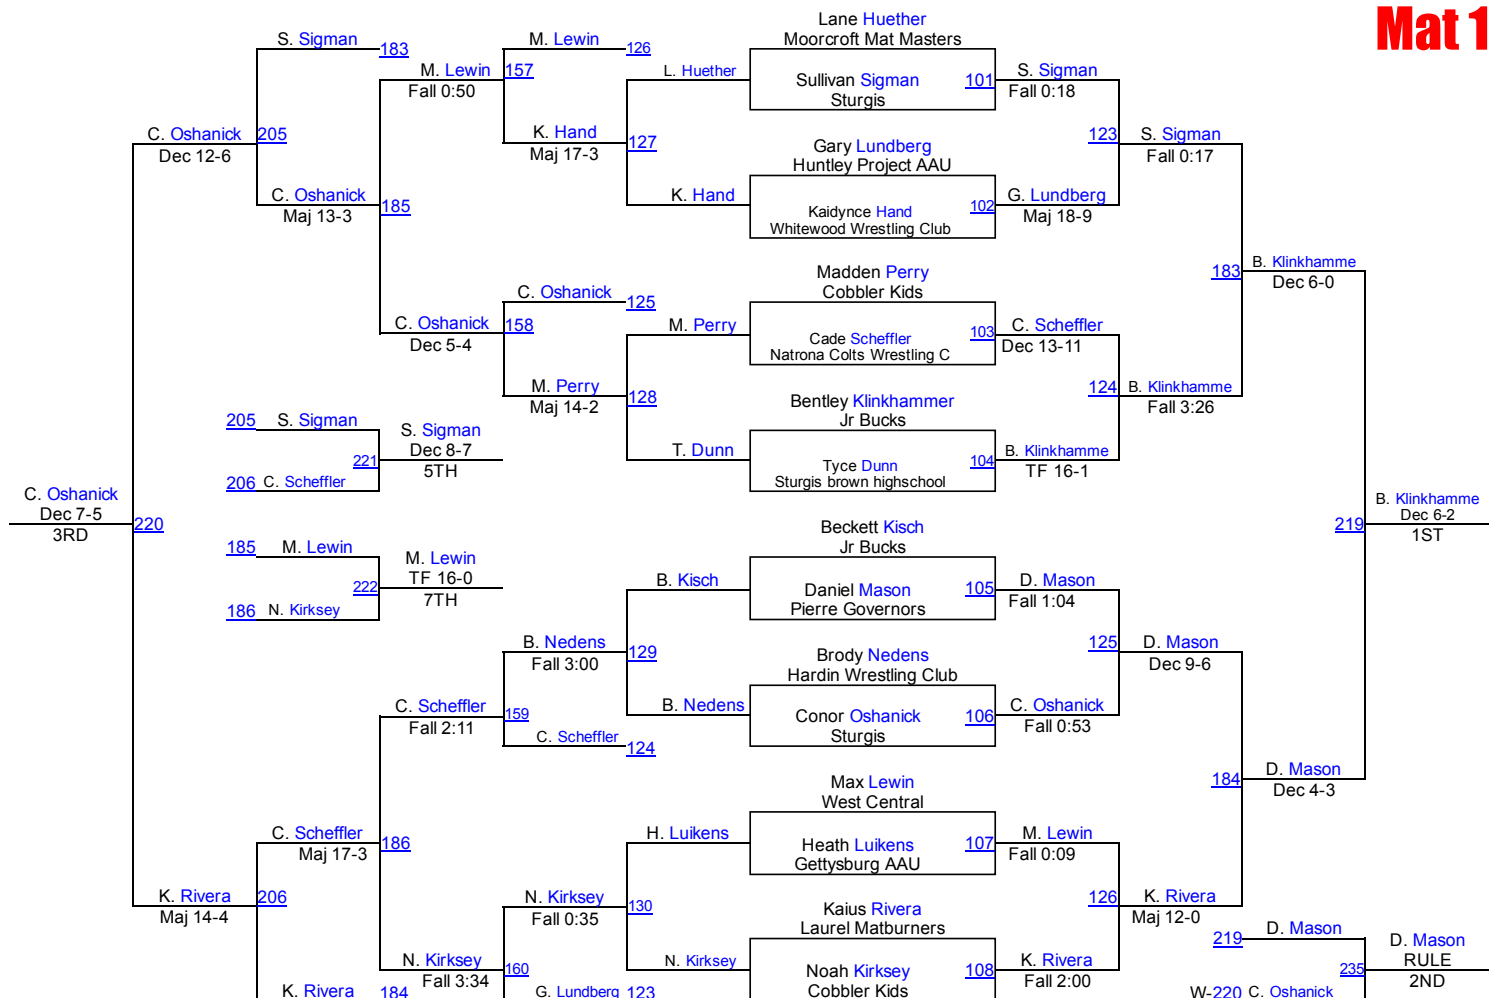 Mat 1
Lane Huether
Moorcroft Mat Masters
S. Sigman
183
M. Lewin
126
M. Lewin
157
Fall 0:50
L. Huether
Sullivan Sigman
101
Sturgis
S. Sigman
Fall 0:18
C. Oshanick
205
Dec 12-6
K. Hand
127
Maj 17-3
Gary Lundberg
Huntley Project AAU
123
S. Sigman
Fall 0:17
C. Oshanick
185
Maj 13-3
K. Hand
Kaidynce Hand
102
Whitewood Wrestling Club
G. Lundberg
Maj 18-9
Madden Perry
Cobbler Kids
183
B. Klinkhamme
Dec 6-0
C. Oshanick
125
C. Oshanick
158
Dec 5-4
M. Perry
Cade Scheffler
103
Natrona Colts Wrestling C
C. Scheffler
Dec 13-11
M. Perry
128
Maj 14-2
Bentley Klinkhammer
Jr Bucks
124
B. Klinkhamme
Fall 3:26
205
S. Sigman
S. Sigman
Dec 8-7
221
5TH
206
C. Scheffler
T. Dunn
Tyce Dunn
104
Sturgis brown highschool
B. Klinkhamme
TF 16-1
C. Oshanick
Dec 7-5
220
3RD
Beckett Kisch
Jr Bucks
219
B. Klinkhamme
Dec 6-2
1ST
185
M. Lewin
M. Lewin
TF 16-0
222
7TH
186
N. Kirksey
B. Kisch
Daniel Mason
105
Pierre Governors
D. Mason
Fall 1:04
B. Nedens
129
Fall 3:00
Brody Nedens
Hardin Wrestling Club
125
D. Mason
Dec 9-6
C. Scheffler
159
Fall 2:11
B. Nedens
Conor Oshanick
106
Sturgis
C. Oshanick
Fall 0:53
C. Scheffler
124
Max Lewin
West Central
184
D. Mason
Dec 4-3
C. Scheffler
186
Maj 17-3
H. Luikens
Heath Luikens
107
Gettysburg AAU
M. Lewin
Fall 0:09
K. Rivera
206
Maj 14-4
N. Kirksey
130
Fall 0:35
Kaius Rivera
Laurel Matburners
126
K. Rivera
Maj 12-0
219
D. Mason
D. Mason
RULE
235
2ND
N. Kirksey
160
Fall 3:34
N. Kirksey
Noah Kirksey
108
Cobbler Kids
K. Rivera
Fall 2:00
K. Rivera
184
G. Lundberg
123
W-220
C. Oshanick